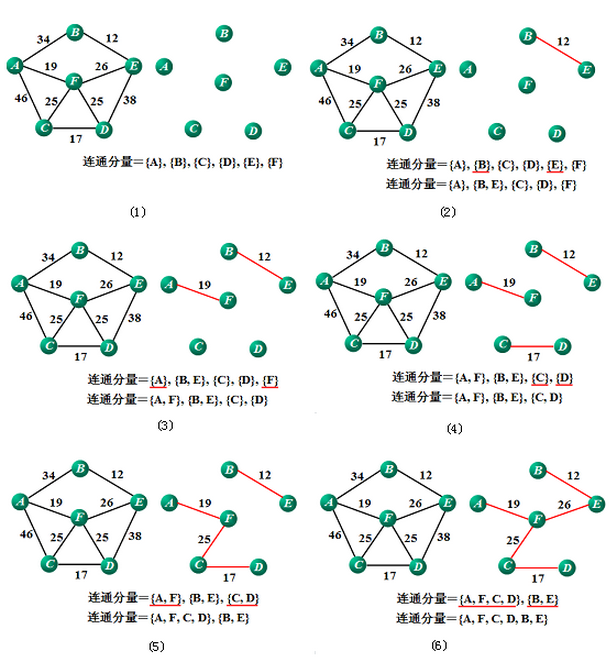 B
34 12
A 19 26 E
F
46 25 25 38
C D
17
B
A E
F
C D
连通分量＝{A}, {B}, {C}, {D}, {E}, {F}
(1)
B
34 12
A 19 26 E
F
46 25 25 38
C D
17
B
12
A E
F
C D
连通分量＝{A}, {B}, {C}, {D}, {E}, {F}
连通分量＝{A}, {B, E}, {C}, {D}, {F}
(2)
B
34 12
A 19 26 E
F
46 25 25 38
C D
17
B
12
A 19 E
F
C D
连通分量＝{A}, {B, E}, {C}, {D}, {F}
连通分量＝{A, F}, {B, E}, {C}, {D}
(3)
B
34 12
A 19 26 E
F
46 25 25 38
C D
17
B
12
A 19 E
F
C D
17
连通分量＝{A, F}, {B, E}, {C}, {D}
连通分量＝{A, F}, {B, E}, {C, D}
(4)
B
34 12
A 19 26 E
F
46 25 25 38
C D
17
B
12
A 19 E
F
25
C D
17
连通分量＝{A, F}, {B, E}, {C, D}
连通分量＝{A, F, C, D}, {B, E}
(5)
B
34 12
A 19 26 E
F
46 25 25 38
C D
17
B
12
A 19 26 E
F
25
C D
17
连通分量＝{A, F, C, D}, {B, E}
连通分量＝{A, F, C, D, B, E}
(6)